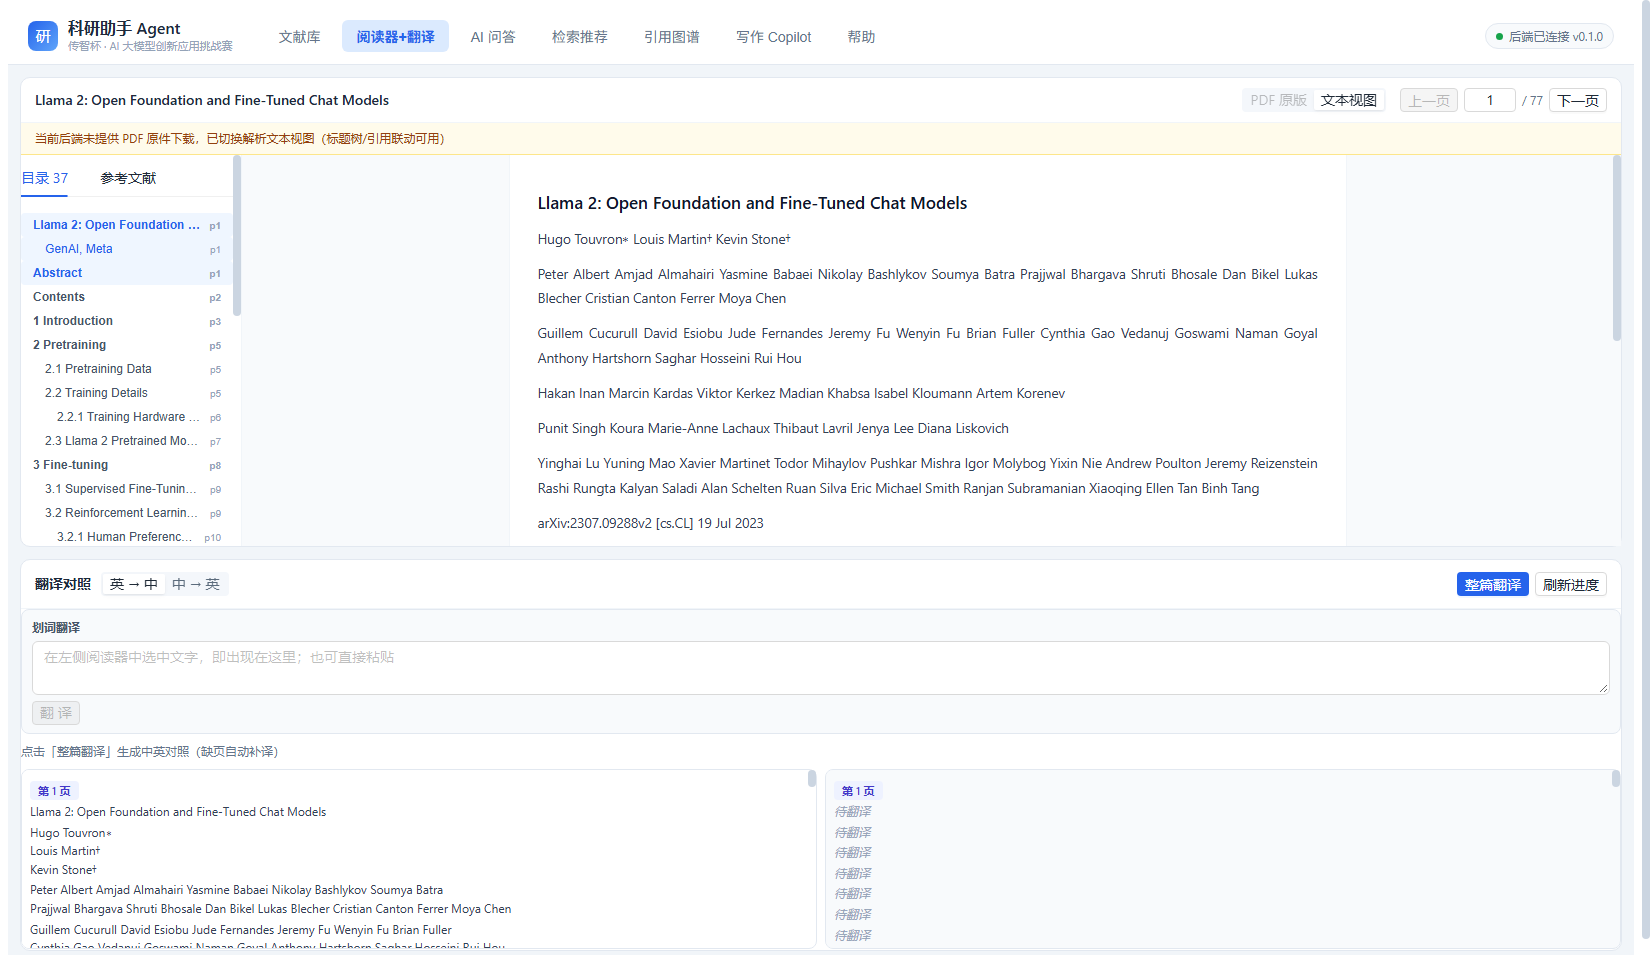 研
科研助手 Agent
传智杯 · AI 大模型创新应用挑战赛
文献库
阅读器+翻译
AI 问答
检索推荐
引用图谱
写作 Copilot
帮助
后端已连接 v0.1.0
Llama 2: Open Foundation and Fine-Tuned Chat Models
PDF 原版
文本视图
上一页
1
/ 77
下一页
当前后端未提供 PDF 原件下载，已切换解析文本视图（标题树/引用联动可用）
目录 37
参考文献
Llama 2: Open Foundation ... p1
GenAI, Meta p1
Abstract p1
Contents p2
1 Introduction p3
2 Pretraining p5
2.1 Pretraining Data p5
2.2 Training Details p5
2.2.1 Training Hardware ... p6
2.3 Llama 2 Pretrained Mo... p7
3 Fine-tuning p8
3.1 Supervised Fine-Tunin... p9
3.2 Reinforcement Learnin... p9
3.2.1 Human Preferenc... p10
Llama 2: Open Foundation and Fine-Tuned Chat Models
Hugo Touvron∗ Louis Martin† Kevin Stone†
Peter Albert Amjad Almahairi Yasmine Babaei Nikolay Bashlykov Soumya Batra Prajjwal Bhargava Shruti Bhosale Dan Bikel Lukas
Blecher Cristian Canton Ferrer Moya Chen
Guillem Cucurull David Esiobu Jude Fernandes Jeremy Fu Wenyin Fu Brian Fuller Cynthia Gao Vedanuj Goswami Naman Goyal
Anthony Hartshorn Saghar Hosseini Rui Hou
Hakan Inan Marcin Kardas Viktor Kerkez Madian Khabsa Isabel Kloumann Artem Korenev
Punit Singh Koura Marie-Anne Lachaux Thibaut Lavril Jenya Lee Diana Liskovich
Yinghai Lu Yuning Mao Xavier Martinet Todor Mihaylov Pushkar Mishra Igor Molybog Yixin Nie Andrew Poulton Jeremy Reizenstein
Rashi Rungta Kalyan Saladi Alan Schelten Ruan Silva Eric Michael Smith Ranjan Subramanian Xiaoqing Ellen Tan Binh Tang
arXiv:2307.09288v2 [cs.CL] 19 Jul 2023
翻译对照
英 → 中
中 → 英
整篇翻译
刷新进度
划词翻译
在左侧阅读器中选中文字，即出现在这里；也可直接粘贴
翻 译
点击「整篇翻译」生成中英对照（缺页自动补译）
第 1 页
Llama 2: Open Foundation and Fine-Tuned Chat Models
Hugo Touvron∗
Louis Martin†
Kevin Stone†
Peter Albert Amjad Almahairi Yasmine Babaei Nikolay Bashlykov Soumya Batra
Prajjwal Bhargava Shruti Bhosale Dan Bikel Lukas Blecher Cristian Canton Ferrer Moya Chen
Guillem Cucurull David Esiobu Jude Fernandes Jeremy Fu Wenyin Fu Brian Fuller
Cynthia Gao Vedanuj Goswami Naman Goyal Anthony Hartshorn Saghar Hosseini Rui Hou
第 1 页
待翻译
待翻译
待翻译
待翻译
待翻译
待翻译
待翻译